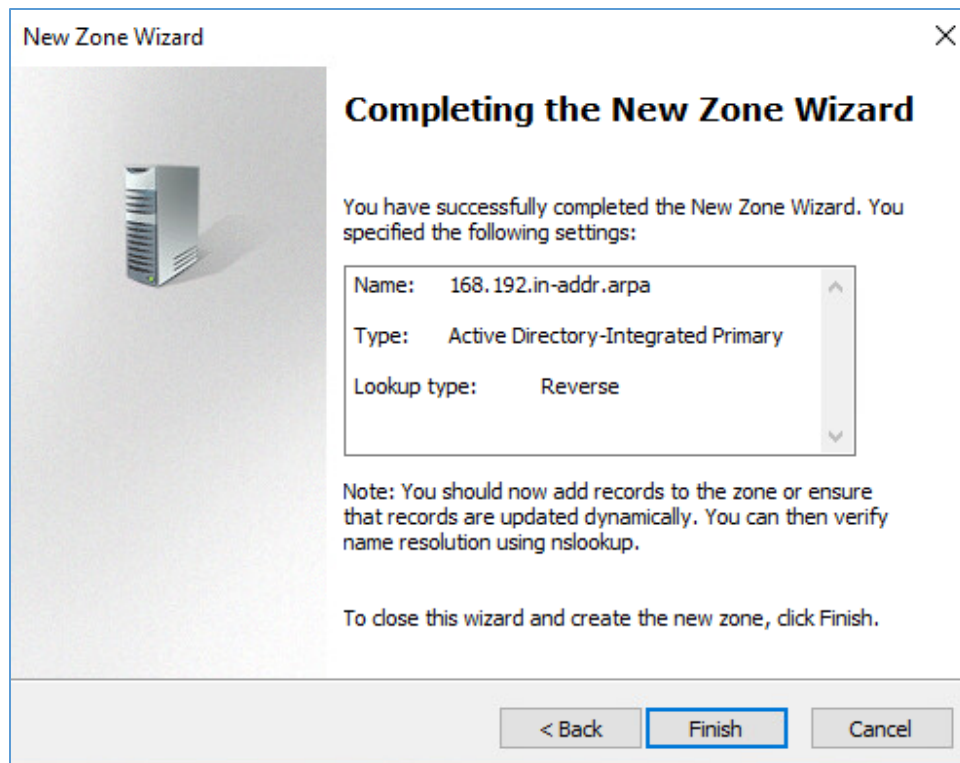 New Zone Wizard
Completing the New Zone Wizard
You have successfully completed the New Zone Wizard. You
specified the following settings:
Name: 168.192.in-addr.arpa
Type: Active Directory-Integrated Primary
Lookup type: Reverse
Note: You should now add records to the zone or ensure
that records are updated dynamically. You can then verify
name resolution using nslookup.
To close this wizard and create the new zone, click Finish.
< Back Finish Cancel